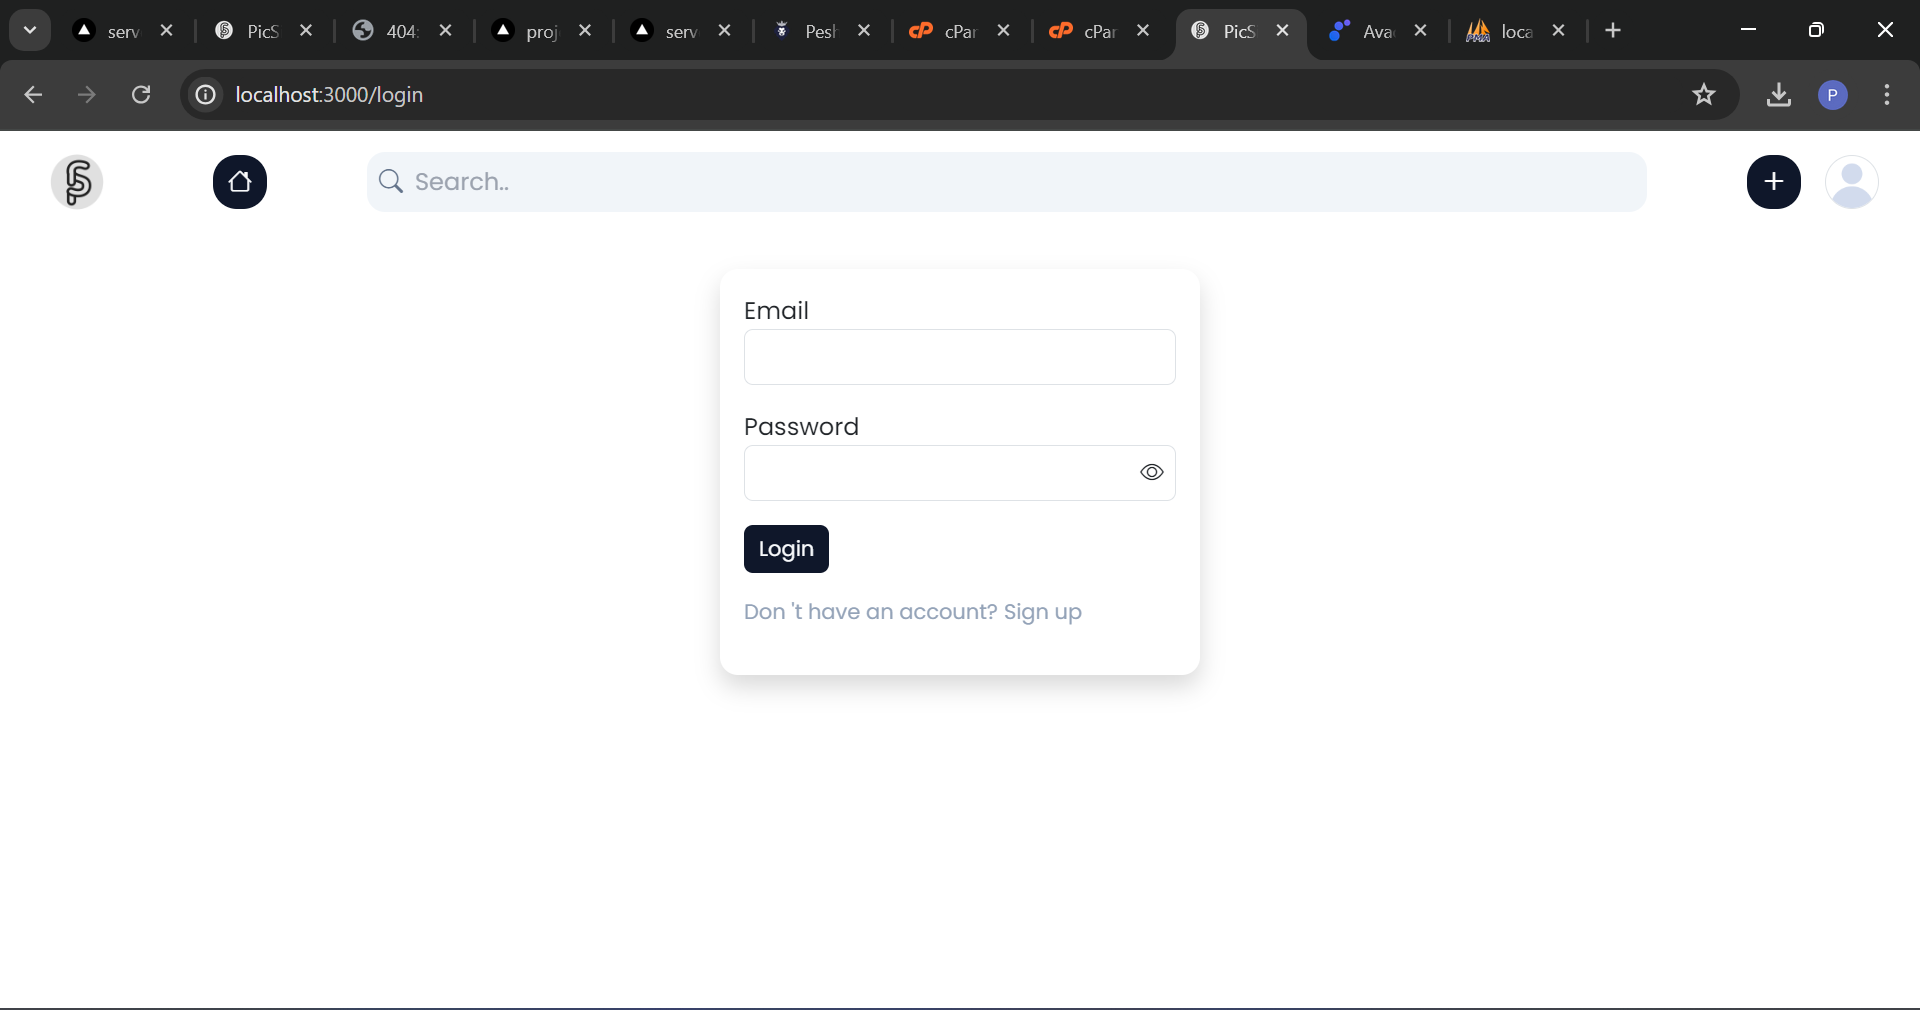 serv
PicS
404:
proj
serv
Pesh
cPar
cPar
PicS
Ava
loca
localhost:3000/login
P
Search..
Email
Password
Login
Don 't have an account? Sign up